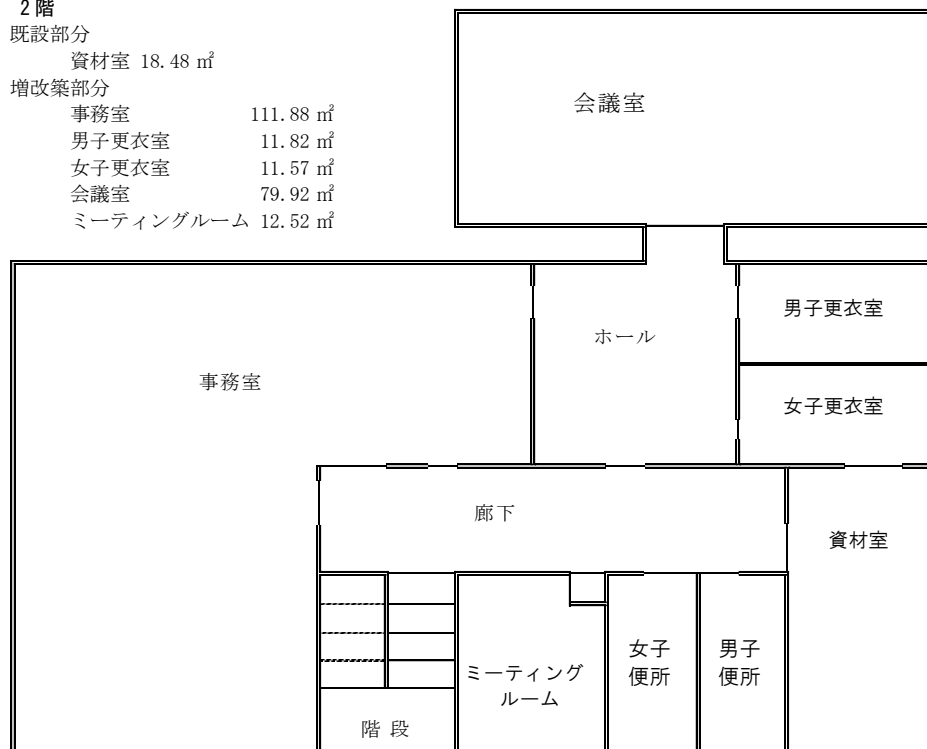 2階
既設部分
資材室 18.48 ㎡
増改築部分
事務室 111.88 ㎡
男子更衣室 11.82 ㎡
女子更衣室 11.57 ㎡
会議室 79.92 ㎡
ミーティングルーム 12.52 ㎡
会議室
男子更衣室
ホール
事務室
女子更衣室
廊下
資材室
女子
便所
男子
便所
ミーティング
ルーム
階 段